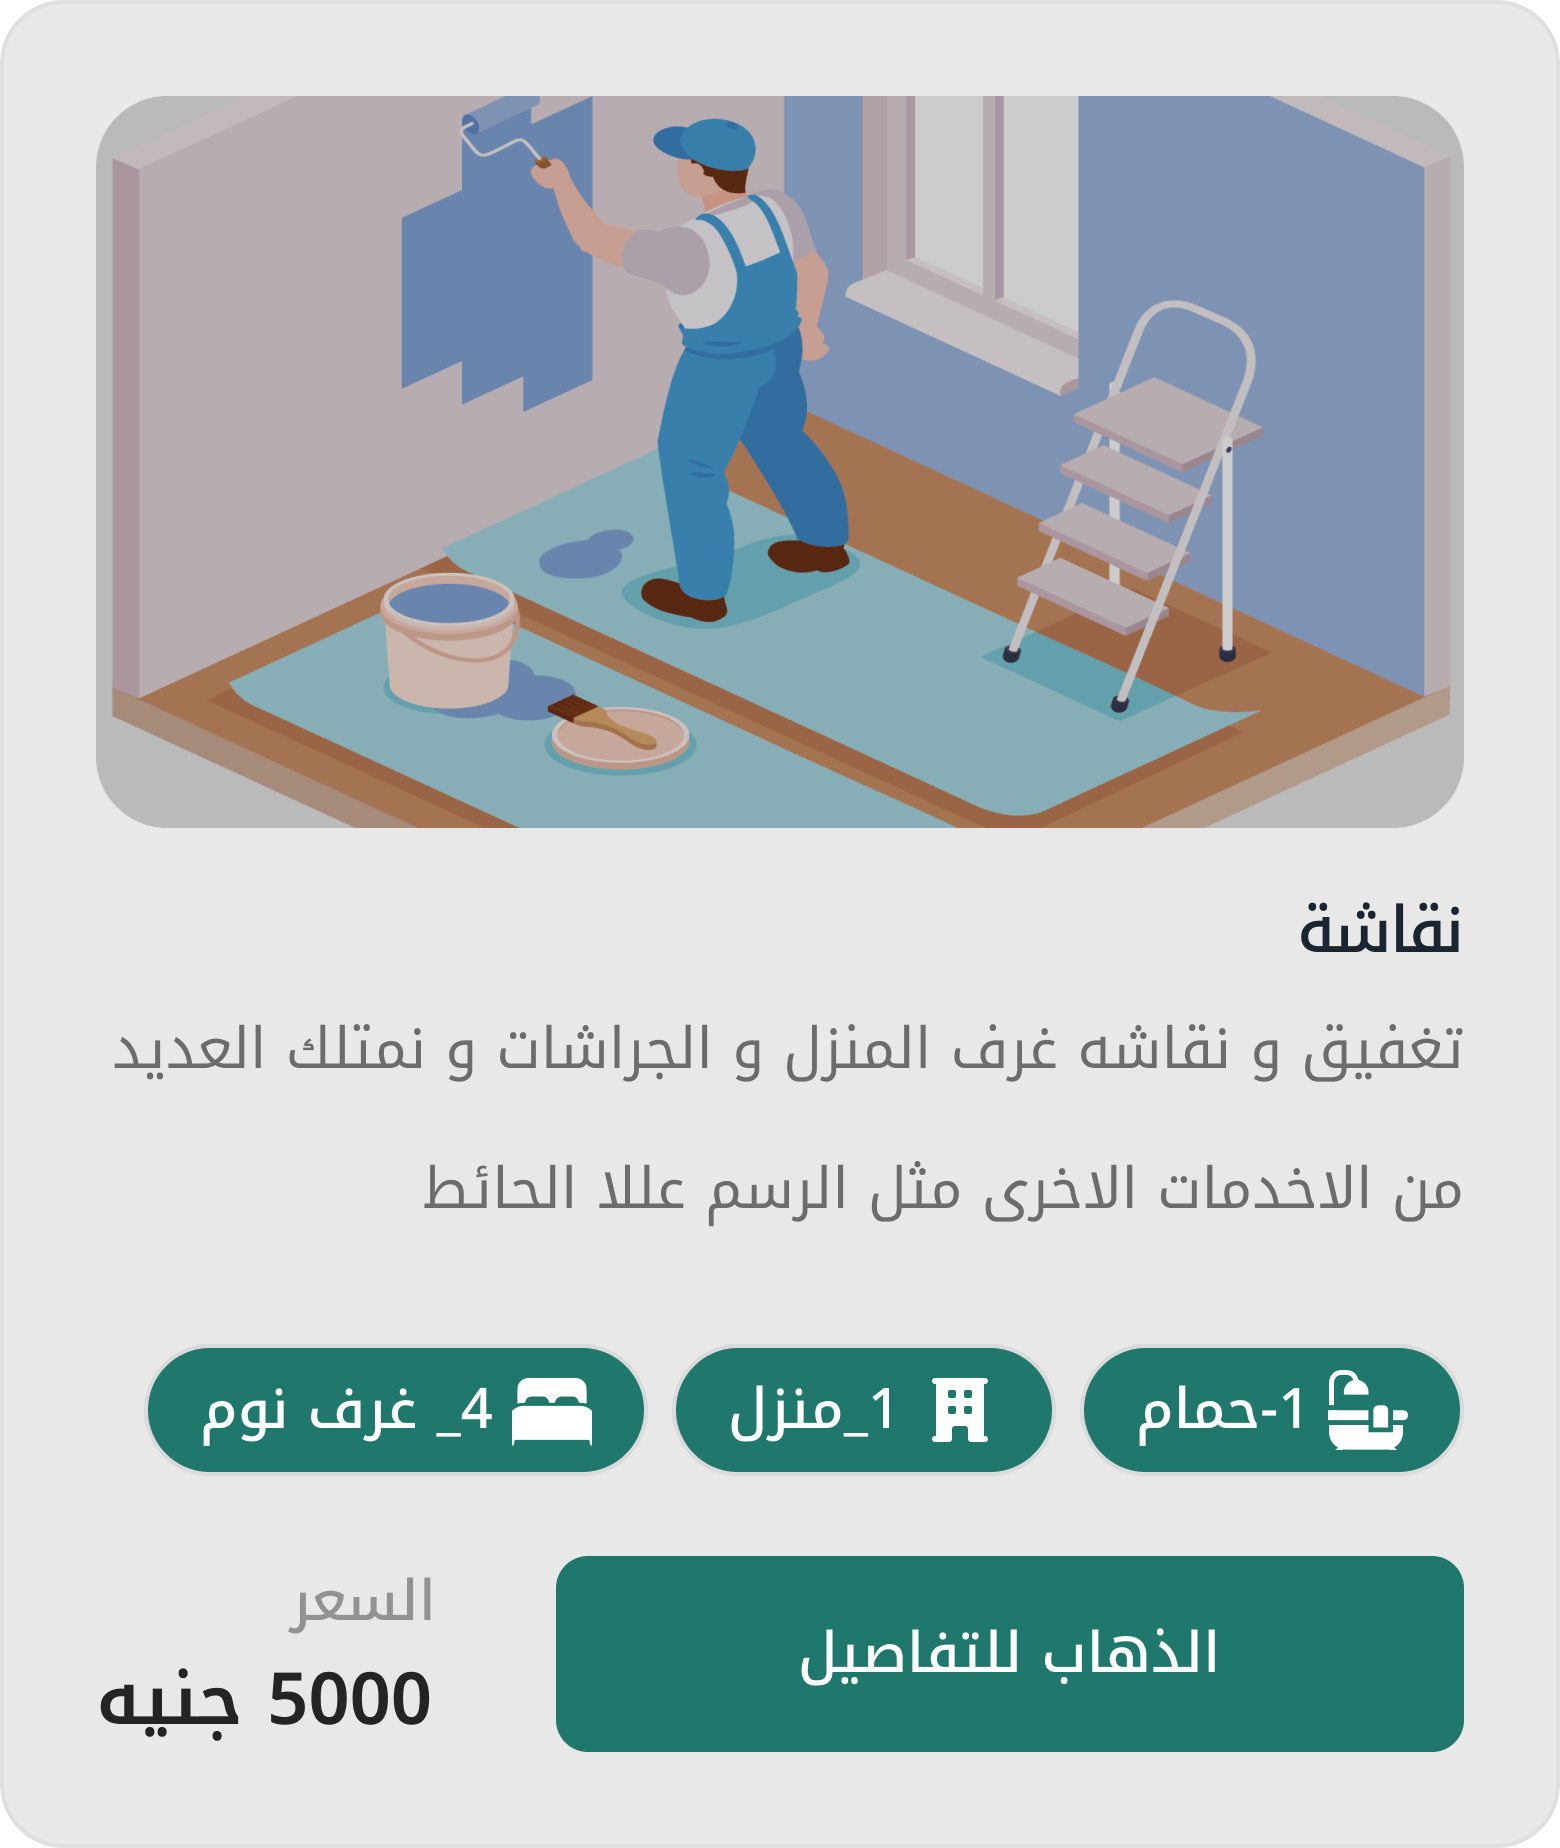 نقاشة
تغفيق و نقاشه غرف المنزل و الجراشات و نمتلك العديد
من الاخدمات الاخرى مثل الرسم عللا الحائط
1-حمام
1_منزل
4_ غرف نوم
الذهاب للتفاصيل
السعر
5000 جنيه